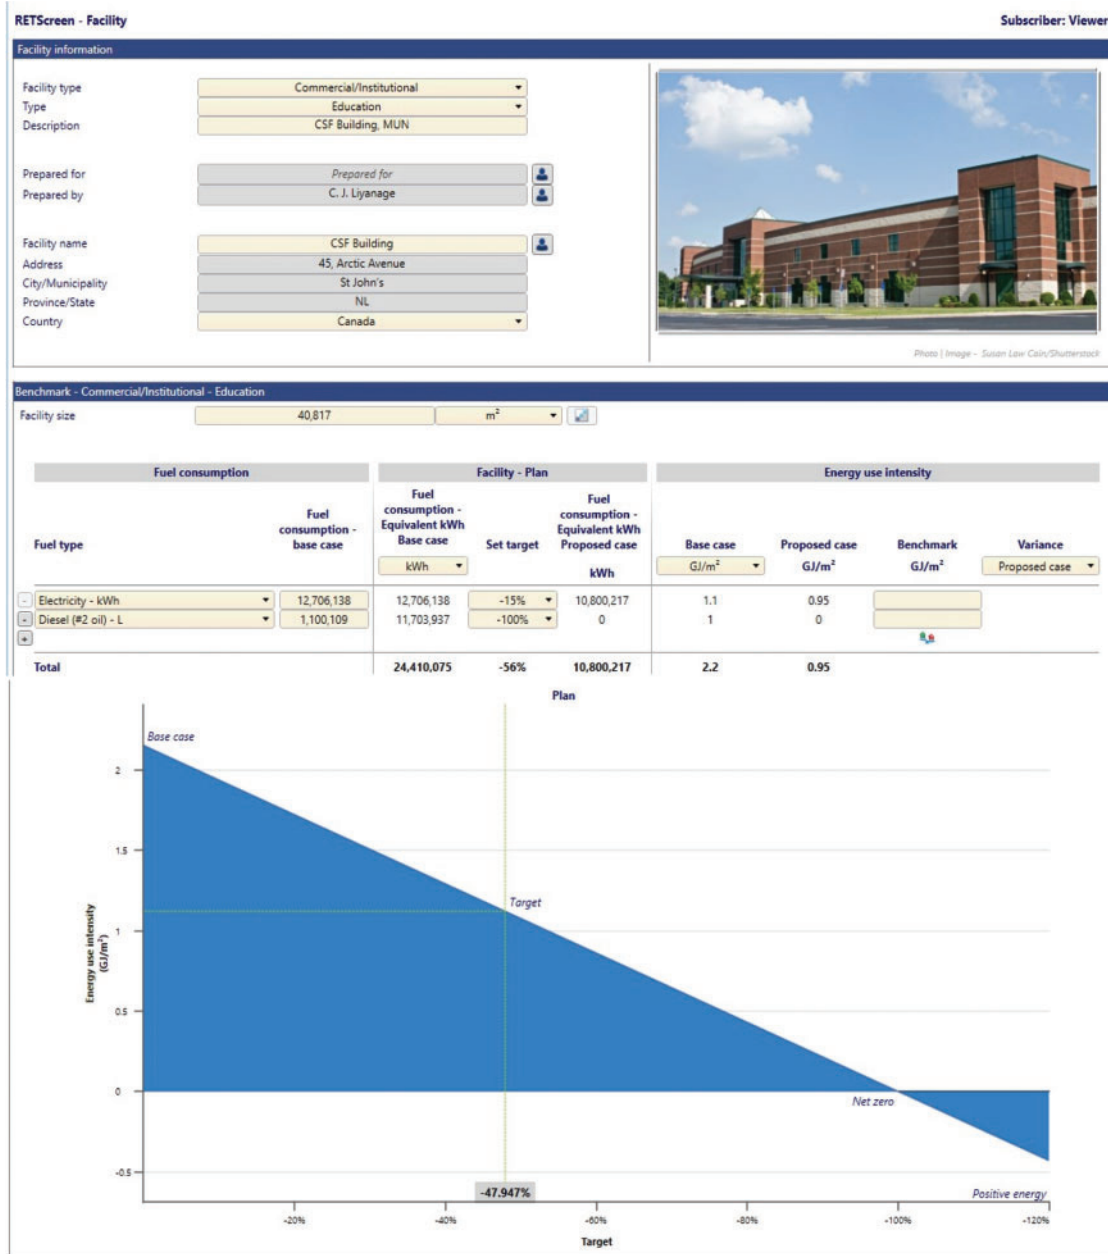 RETScreen - Facility Subscriber: Viewer
Facility information
Facility type Commercial/Institutional
Type Education
Description CSF Building, MUN
Prepared for Prepared for
Prepared by C. J. Liyanage
Facility name CSF Building
Address 45, Arctic Avenue
City/Municipality St John's
Province/State NL
Country Canada
Photo | Image - Susan Law Cain/Shutterstock
Benchmark - Commercial/Institutional - Education
Facility size 40,817 m²
Fuel consumption Facility - Plan Energy use intensity
Fuel type
Fuel
consumption -
base case
Fuel
consumption -
Equivalent kWh
Base case
kWh
Set target
Fuel
consumption -
Equivalent kWh
Proposed case
kWh
Base case
GJ/m²
Proposed case
GJ/m²
Benchmark
GJ/m²
Variance
Proposed case
- Electricity - kWh 12,706,138 12,706,138 -15% 10,800,217 1.1 0.95
- Diesel (#2 oil) - L 1,100,109 11,703,937 -100% 0 1 0
+
Total 24,410,075 -56% 10,800,217 2.2 0.95
Plan
Base case
2
1.5
Target
1
Energy use intensity
(GJ/m²)
0.5
0
Net zero
-0.5
-47.947%
Positive energy
-20% -40% -60% -80% -100% -120%
Target